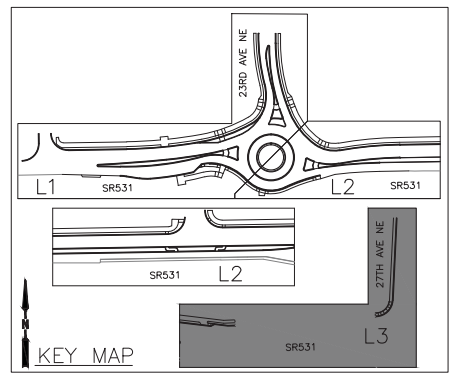 23RD AVE NE
L1
SR531
L2
SR531
SR531
L2
27TH AVE NE
L3
SR531
N
KEY MAP